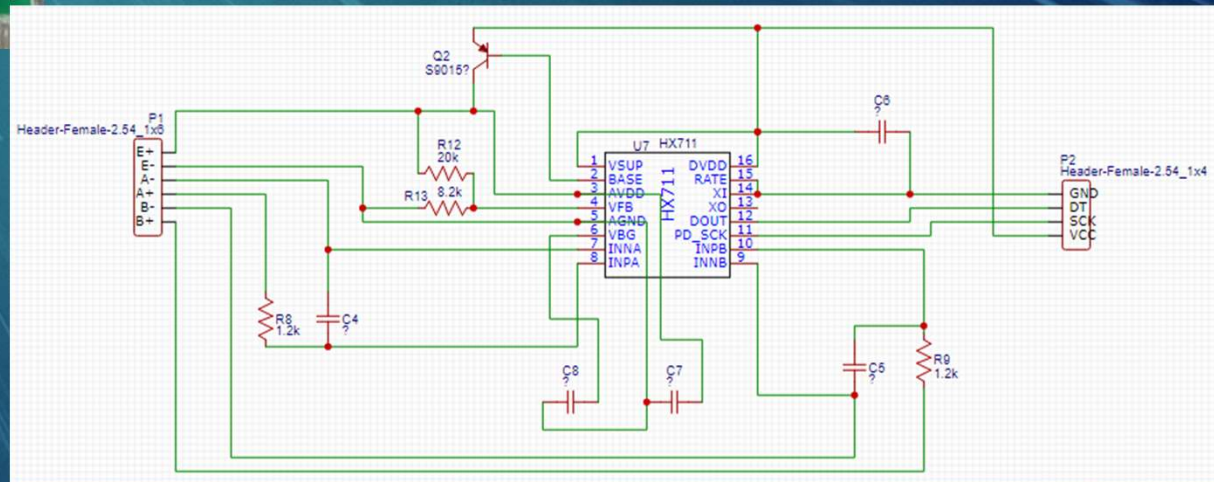 Q2
S9015?
P1
Header-Female-2.54_1x6
E+
E-
A-
A+
B-
B+
R12
20k
R13 8.2k
C6
?
U7 HX711
1 VSUP DVDD 16
2 BASE RATE 15
3 AVDD XI 14
4 VFB XO 13
5 AGND DOUT 12
6 VBG PD_SCK 11
7 INNA INPB 10
8 INPA INNB 9
HX711
P2
Header-Female-2.54_1x4
GND
DT
SCK
VCC
R8
1.2k
C4
?
C8
?
C7
?
C5
?
R9
1.2k